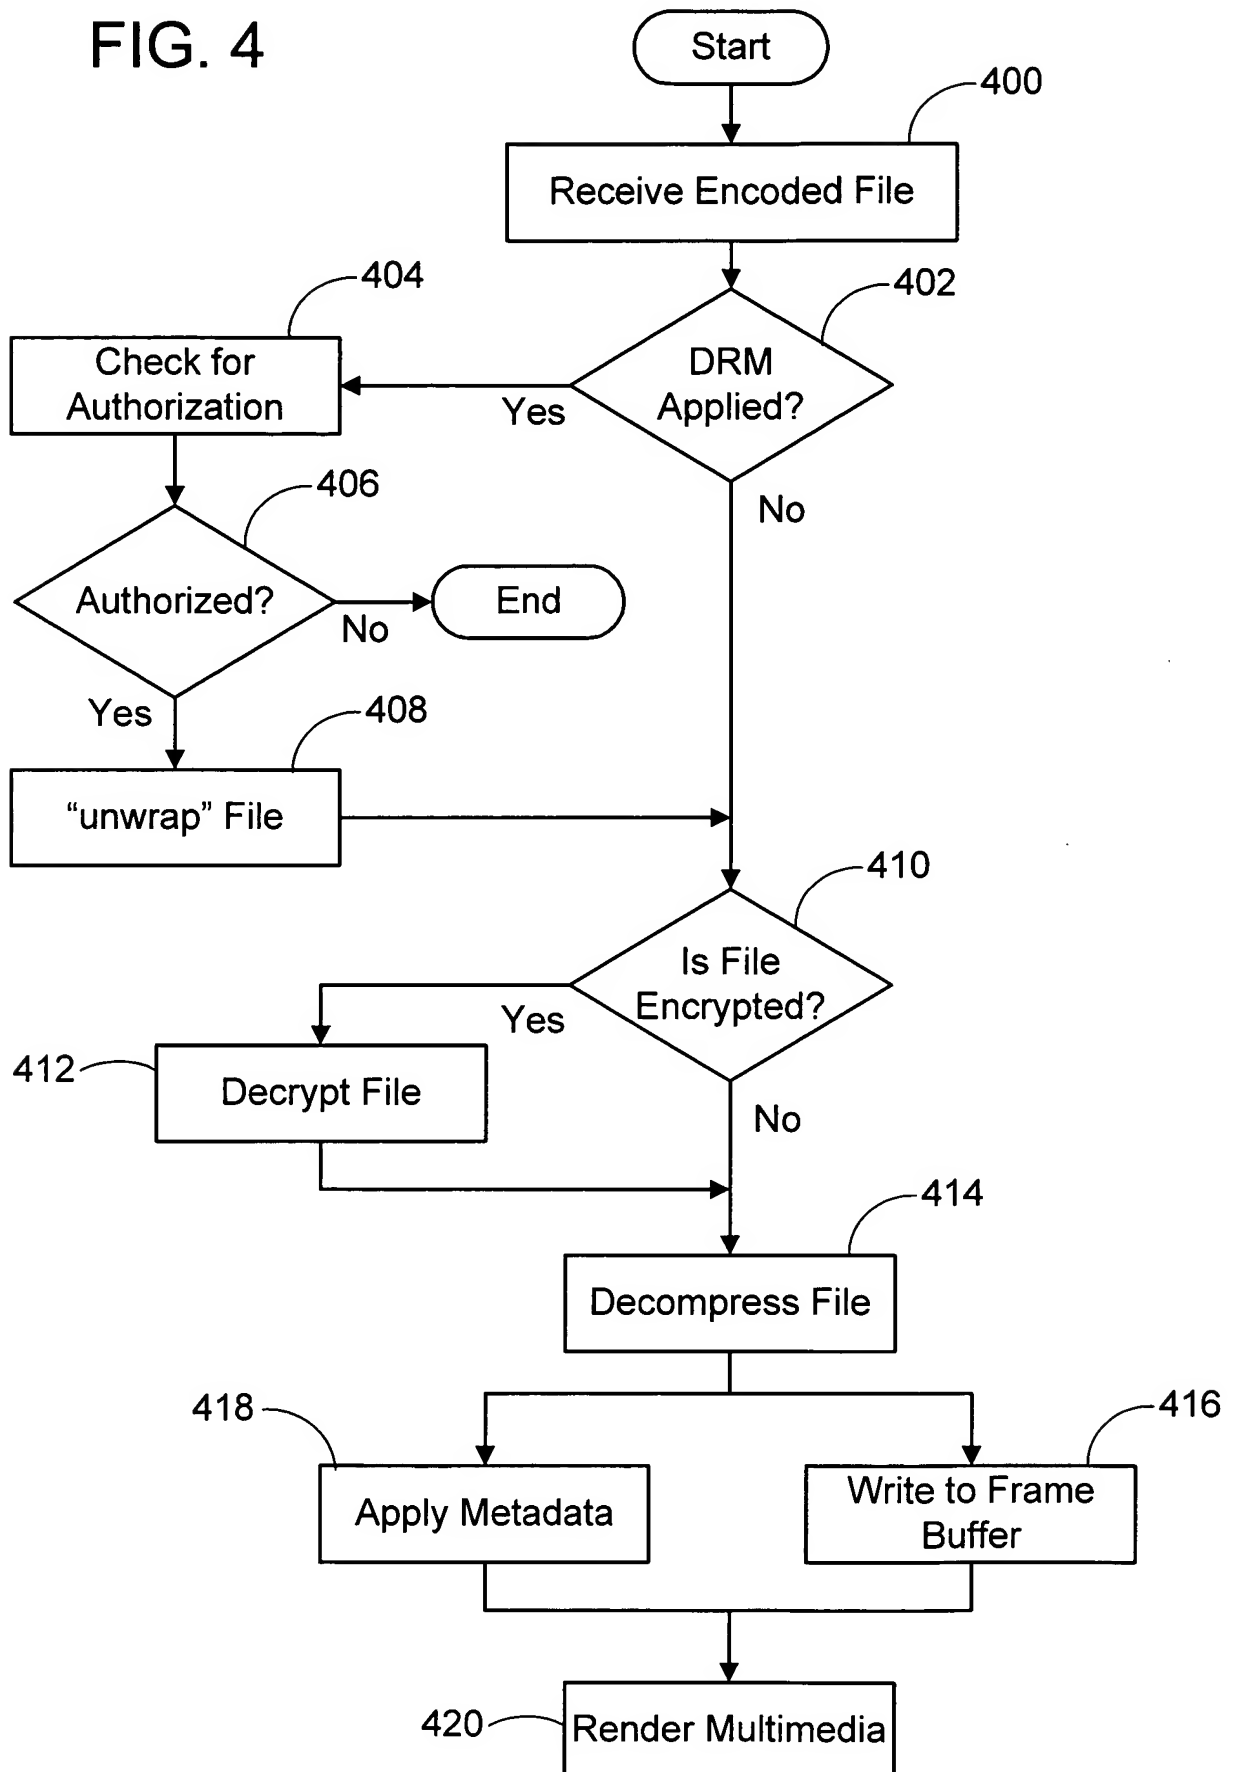 FIG. 4
Start
400
Receive Encoded File
402
DRM
Applied?
Yes
No
404
Check for
Authorization
406
Authorized?
No
End
Yes
408
“unwrap” File
410
Is File
Encrypted?
Yes
No
412
Decrypt File
414
Decompress File
418
Apply Metadata
416
Write to Frame
Buffer
420
Render Multimedia